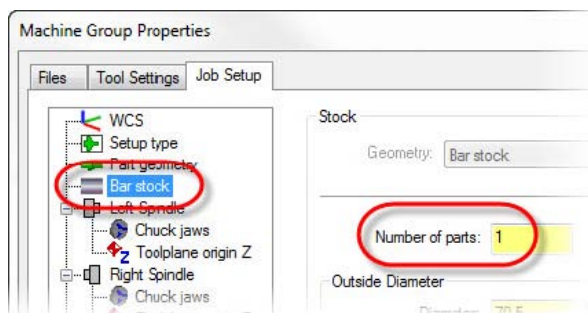 Machine Group Properties
Files Tool Settings Job Setup
WCS
Setup type
Part geometry
Bar stock
Left Spindle
Chuck jaws
Toolplane origin Z
Right Spindle
Chuck jaws
Stock
Geometry: Bar stock
Number of parts: 1
Outside Diameter